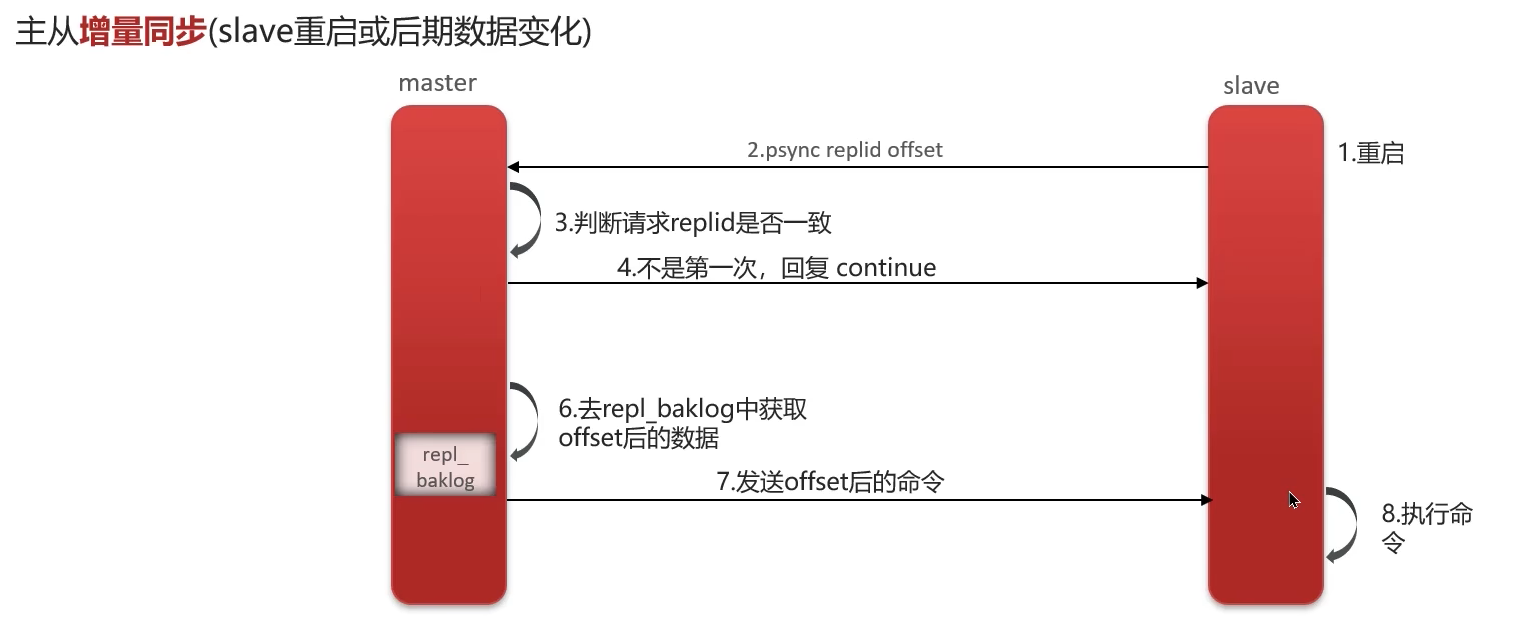 主从增量同步(slave重启或后期数据变化)
master
slave
2.psync replid offset
1.重启
3.判断请求replid是否一致
4.不是第一次，回复 continue
6.去repl_baklog中获取
offset后的数据
repl_
baklog
7.发送offset后的命令
8.执行命
令